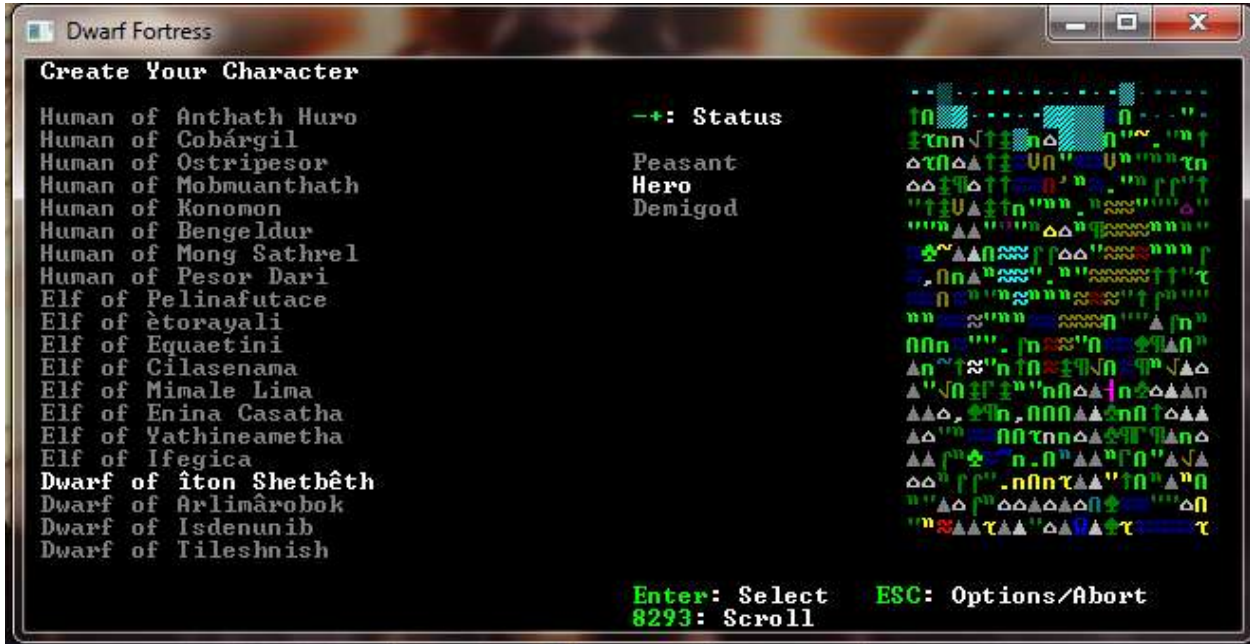 Dwarf Fortress
Create Your Character
Human of Anthath Huro
Human of Cobárgil
Human of Ostripesor
Human of Mobmuanthath
Human of Konomon
Human of Bengeldur
Human of Mong Sathrel
Human of Pesor Dari
Elf of Pelinafutace
Elf of ètorayali
Elf of Equaetini
Elf of Cilasenama
Elf of Mimale Lima
Elf of Enina Casatha
Elf of Yathineametha
Elf of Ifegica
Dwarf of îton Shetbêth
Dwarf of Arlimârobok
Dwarf of Isdenunib
Dwarf of Tileshnish
-+: Status
Peasant
Hero
Demigod
Enter: Select ESC: Options/Abort
8293: Scroll